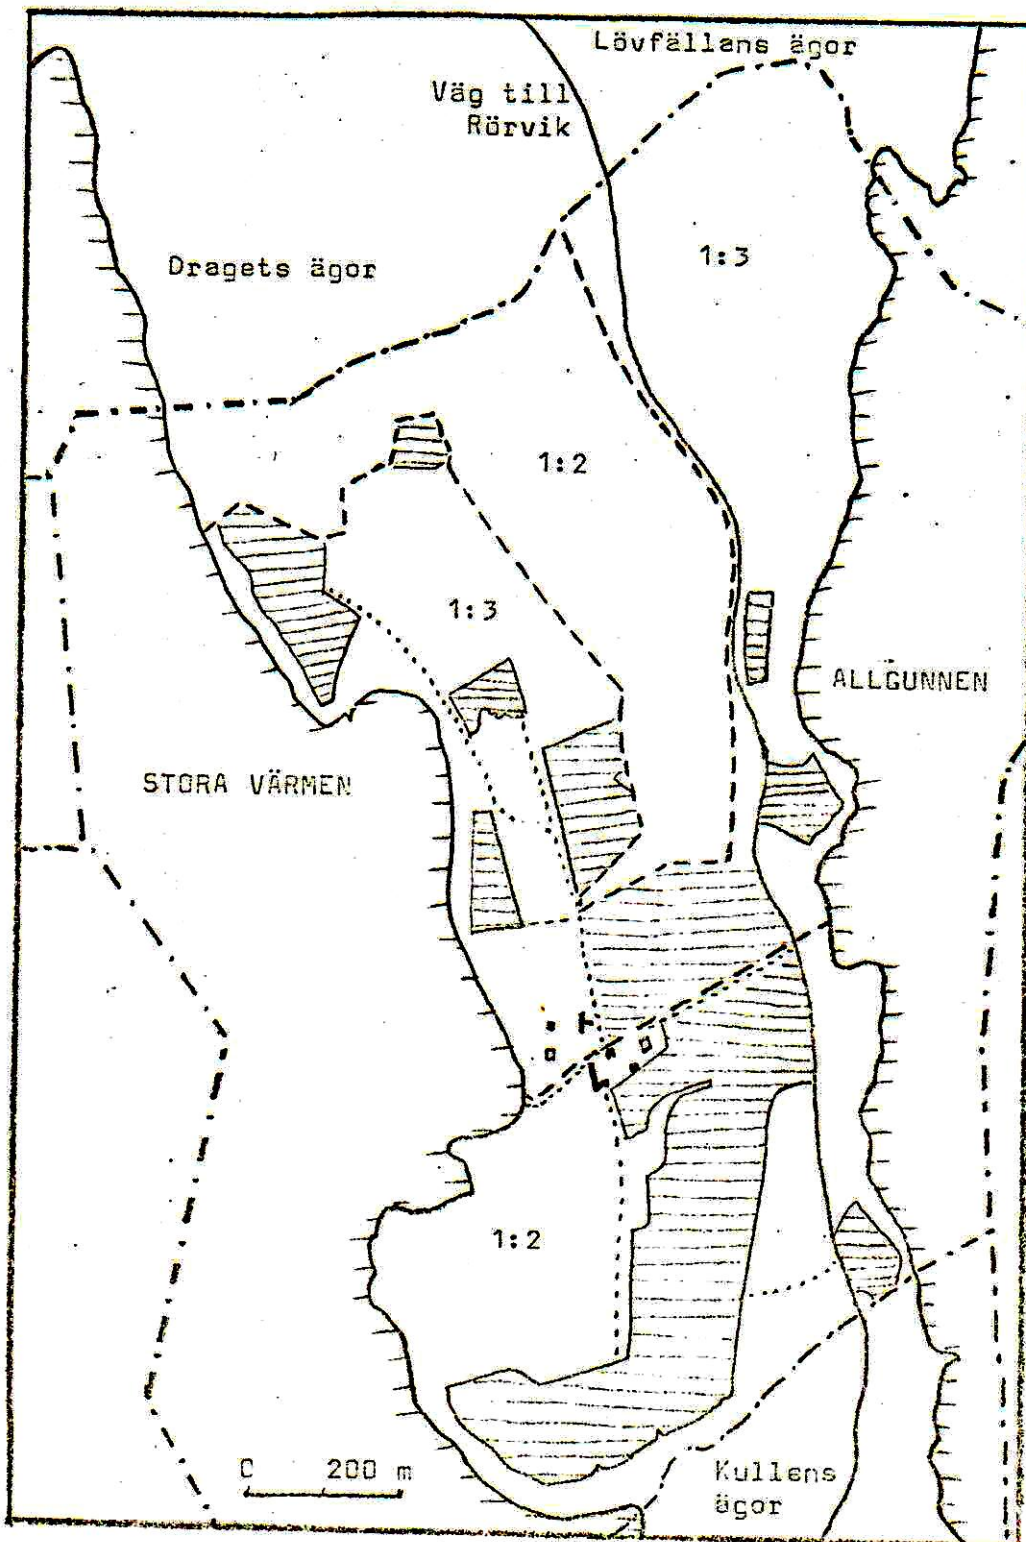 Lövfällans ägor
Väg till
Rörvik
1:3
Dragets ägor
1:2
1:3
ALLGUNNEN
STORA VÄRMEN
1:2
0 200 m
Kullens
ägor